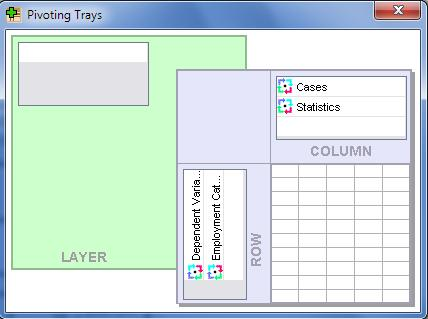 Pivoting Trays
Cases
Statistics
COLUMN
Dependent Varia...
Employment Cat...
ROW
LAYER